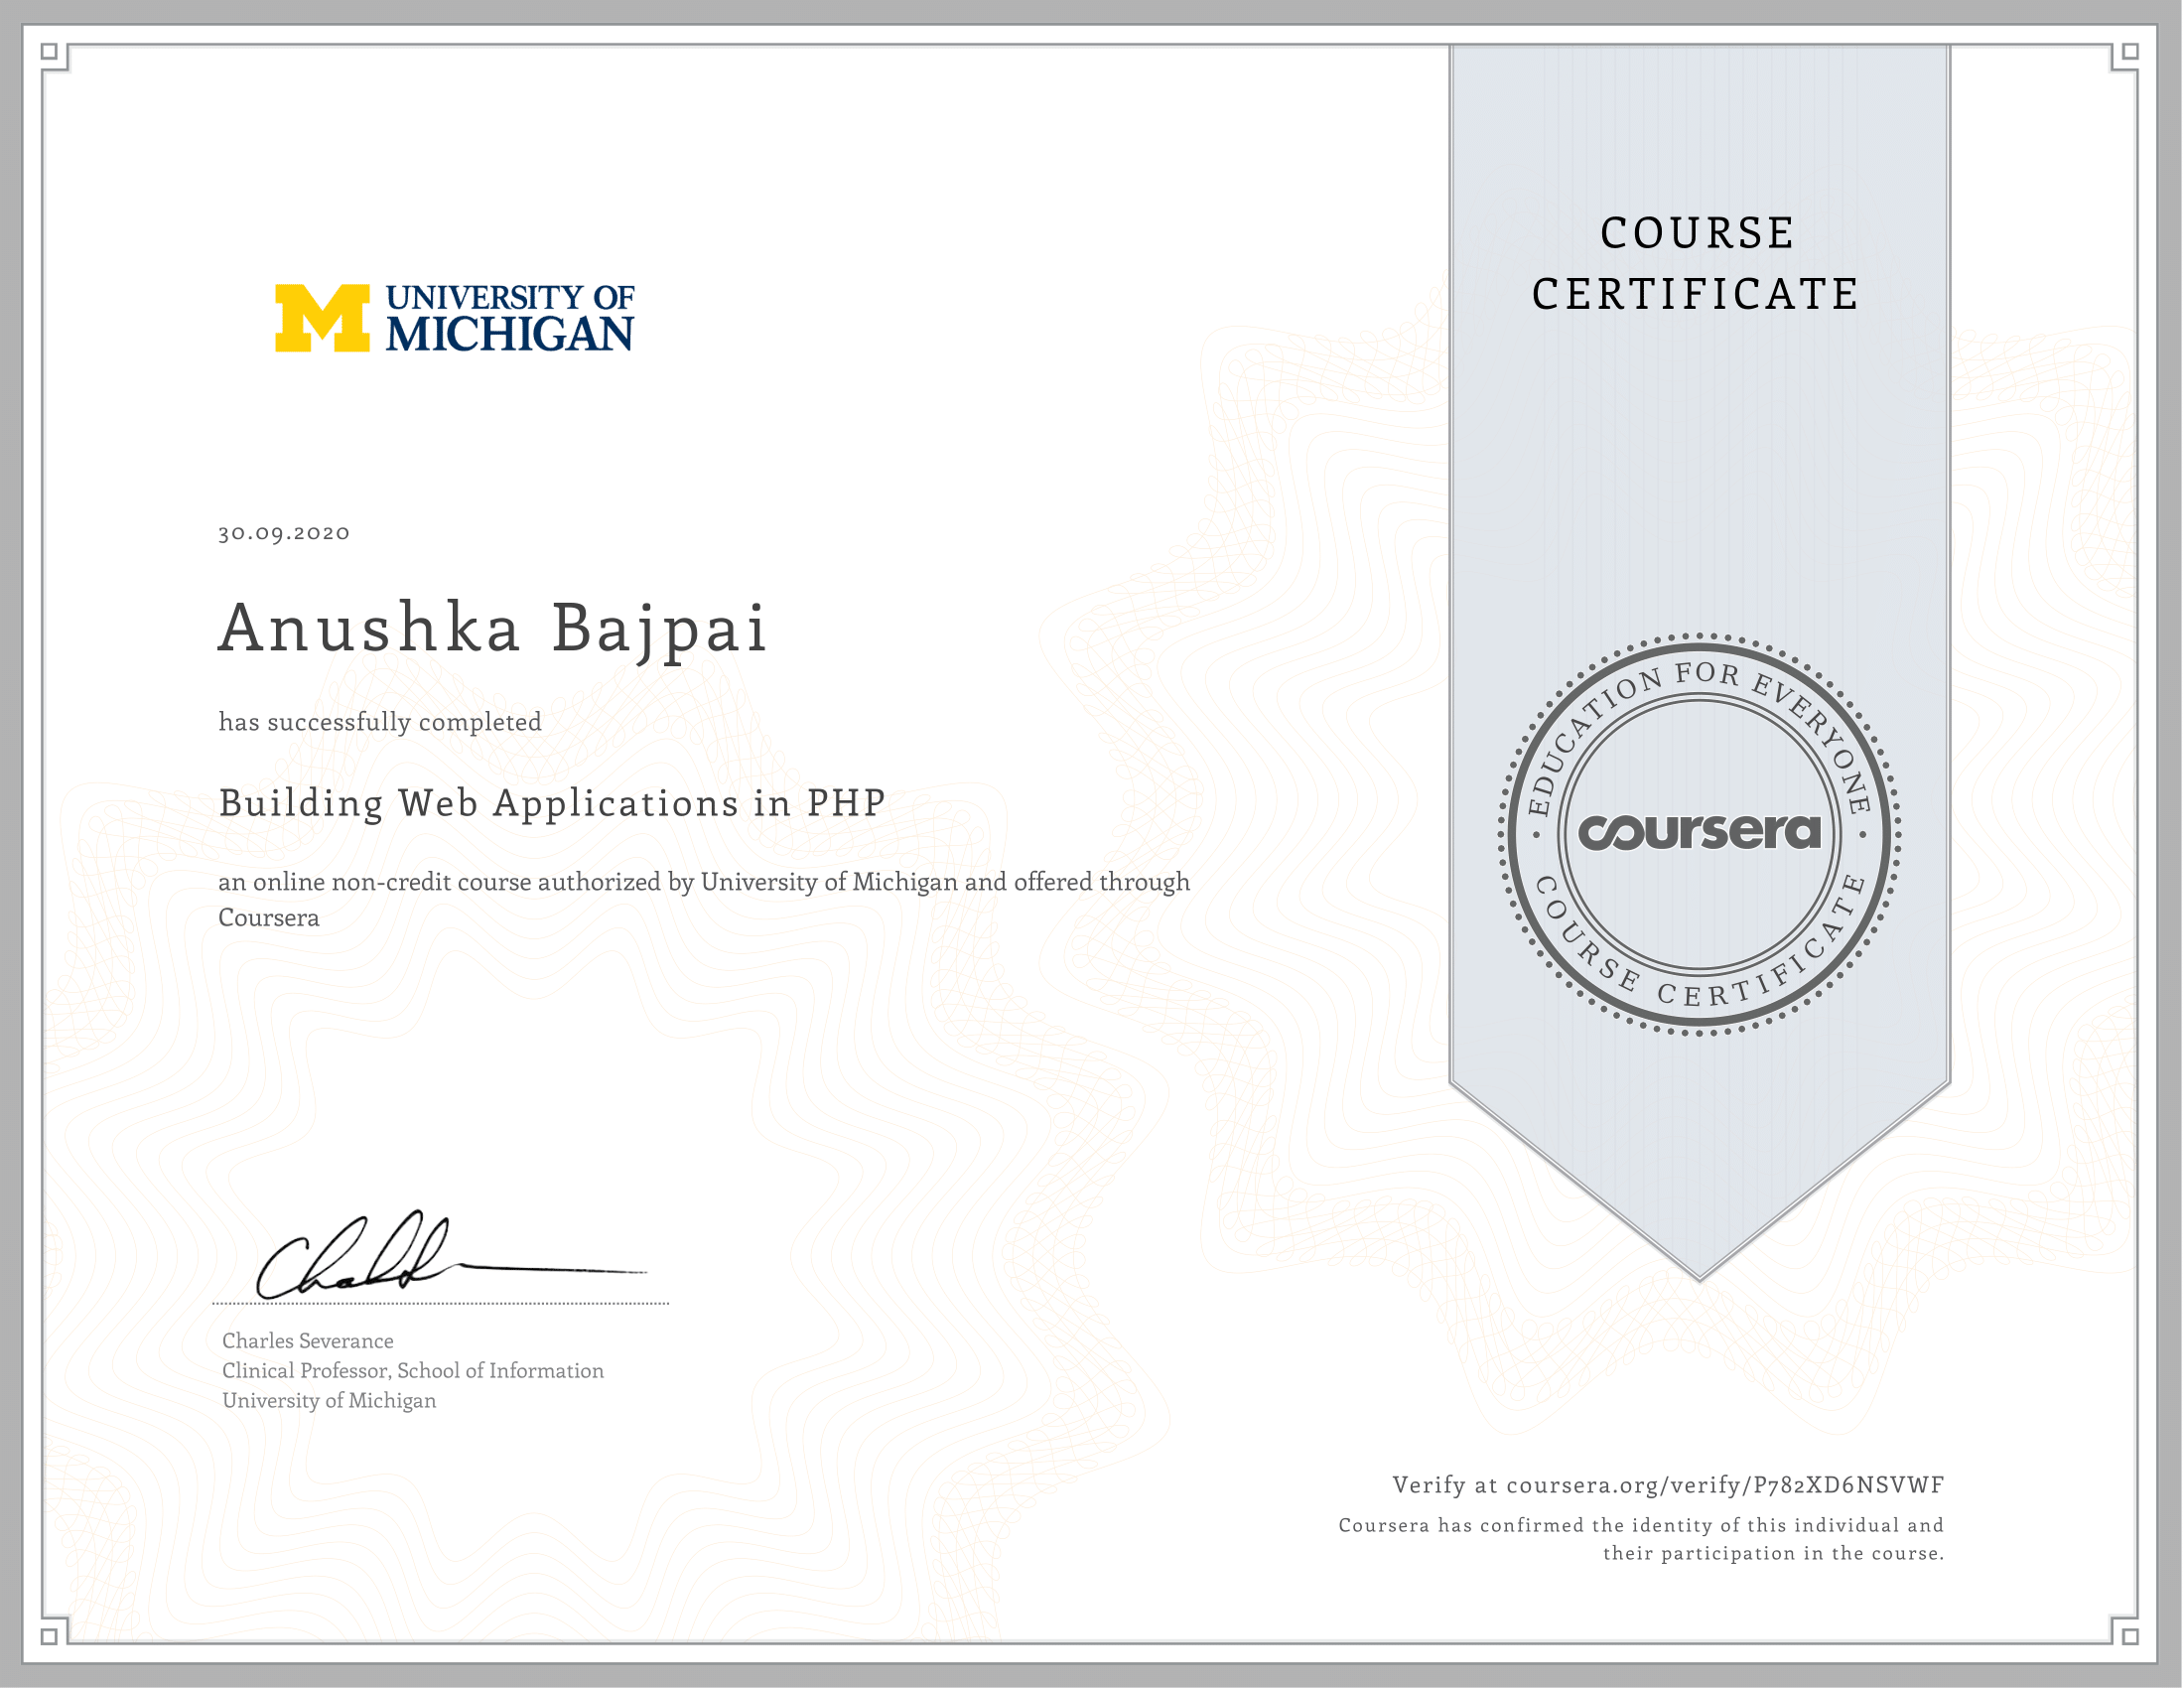 UNIVERSITY OF
MICHIGAN
COURSE
CERTIFICATE
30.09.2020
Anushka Bajpai
has successfully completed
Building Web Applications in PHP
an online non-credit course authorized by University of Michigan and offered through
Coursera
EDUCATION FOR EVERYONE
coursera
COURSE CERTIFICATE
Charles Severance
Clinical Professor, School of Information
University of Michigan
Verify at coursera.org/verify/P782XD6NSVWF
Coursera has confirmed the identity of this individual and
their participation in the course.